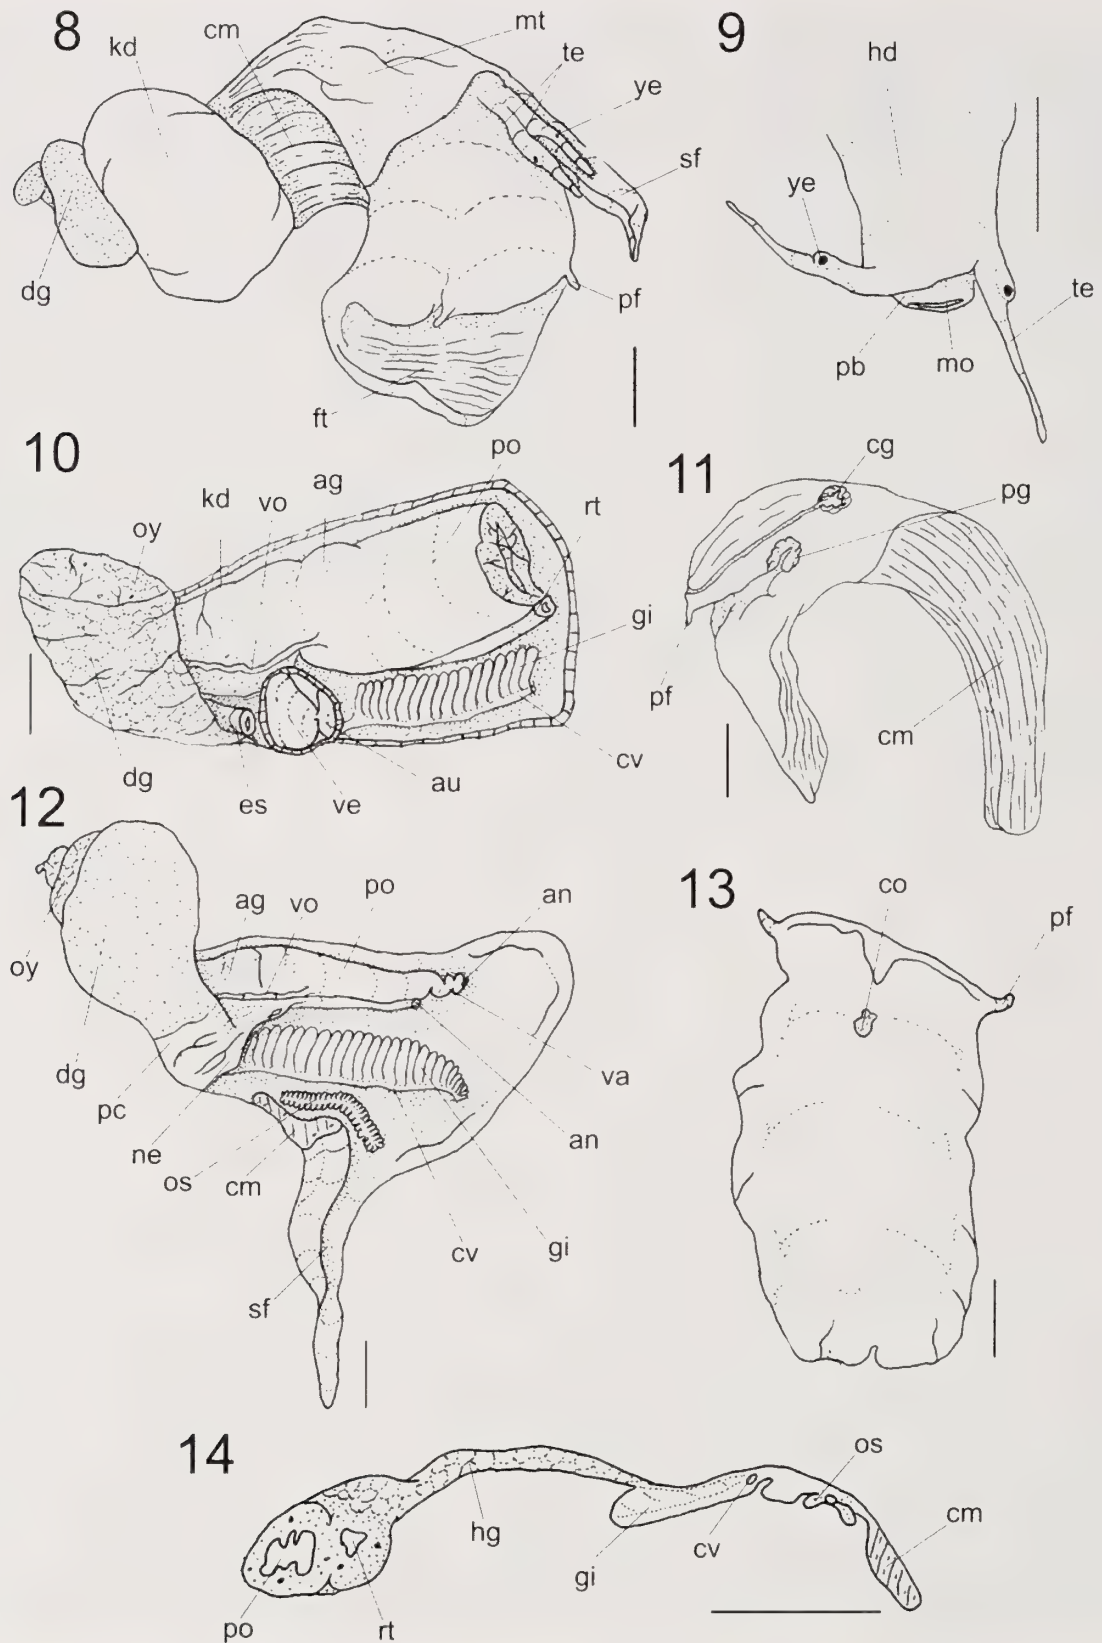 8
kd
cm
mt
te
ye
sf
dg
ft
pf
9
hd
ye
te
pb
mo
10
oy
kd
vo
ag
po
rt
gi
dg
es
ve
au
cv
11
cg
pg
pf
cm
12
oy
ag
vo
po
an
dg
pc
ne
os
cm
sf
va
an
cv
gi
13
co
pf
14
os
hg
gi
cv
cm
po
rt